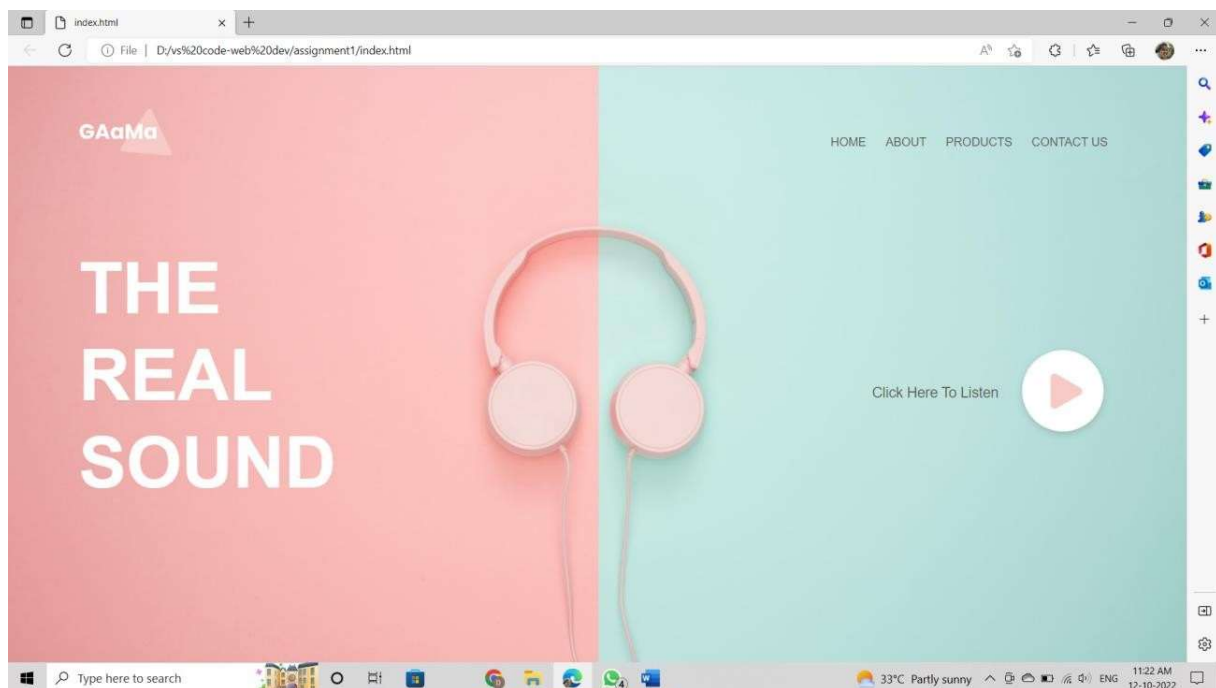 index.html
File | D:/vs%20code-web%20dev/assignment1/index.html
GAaMa
HOME ABOUT PRODUCTS CONTACT US
THE
REAL
SOUND
Click Here To Listen
Type here to search
4
33°C Partly sunny
ENG
11:22 AM
12-10-2022